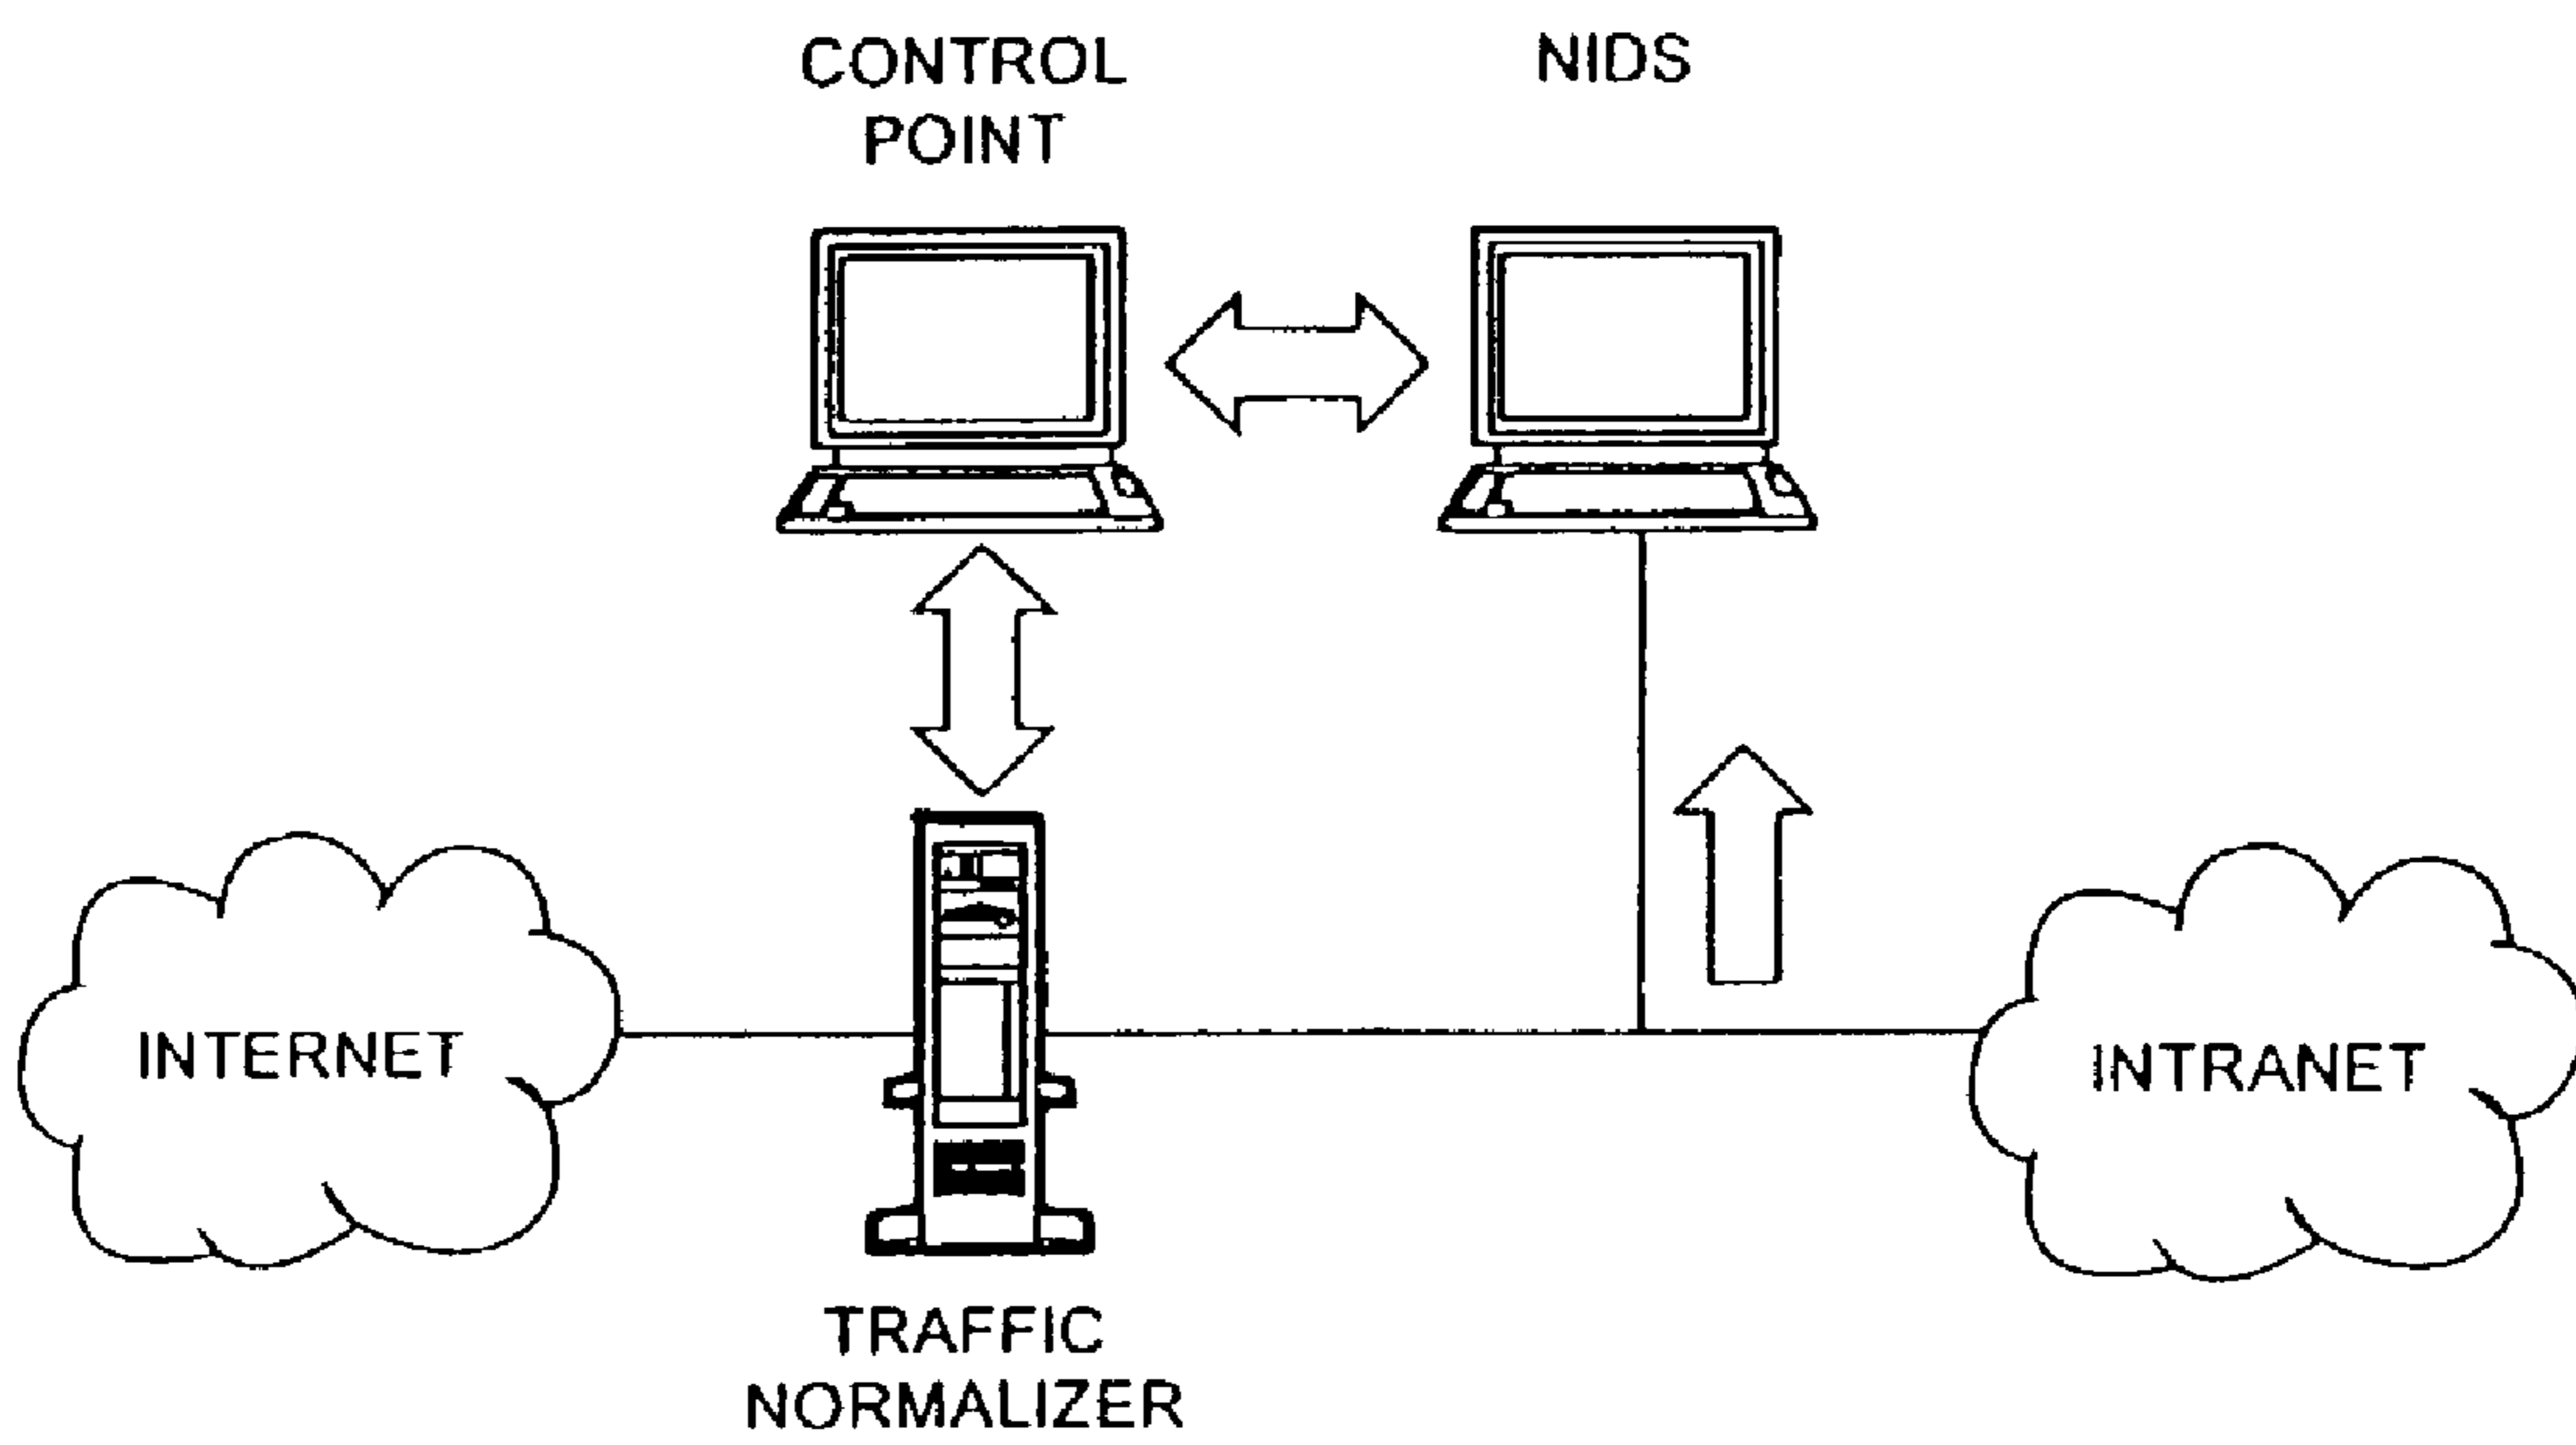 CONTROL
POINT
NIDS
INTERNET
INTRANET
TRAFFIC
NORMALIZER